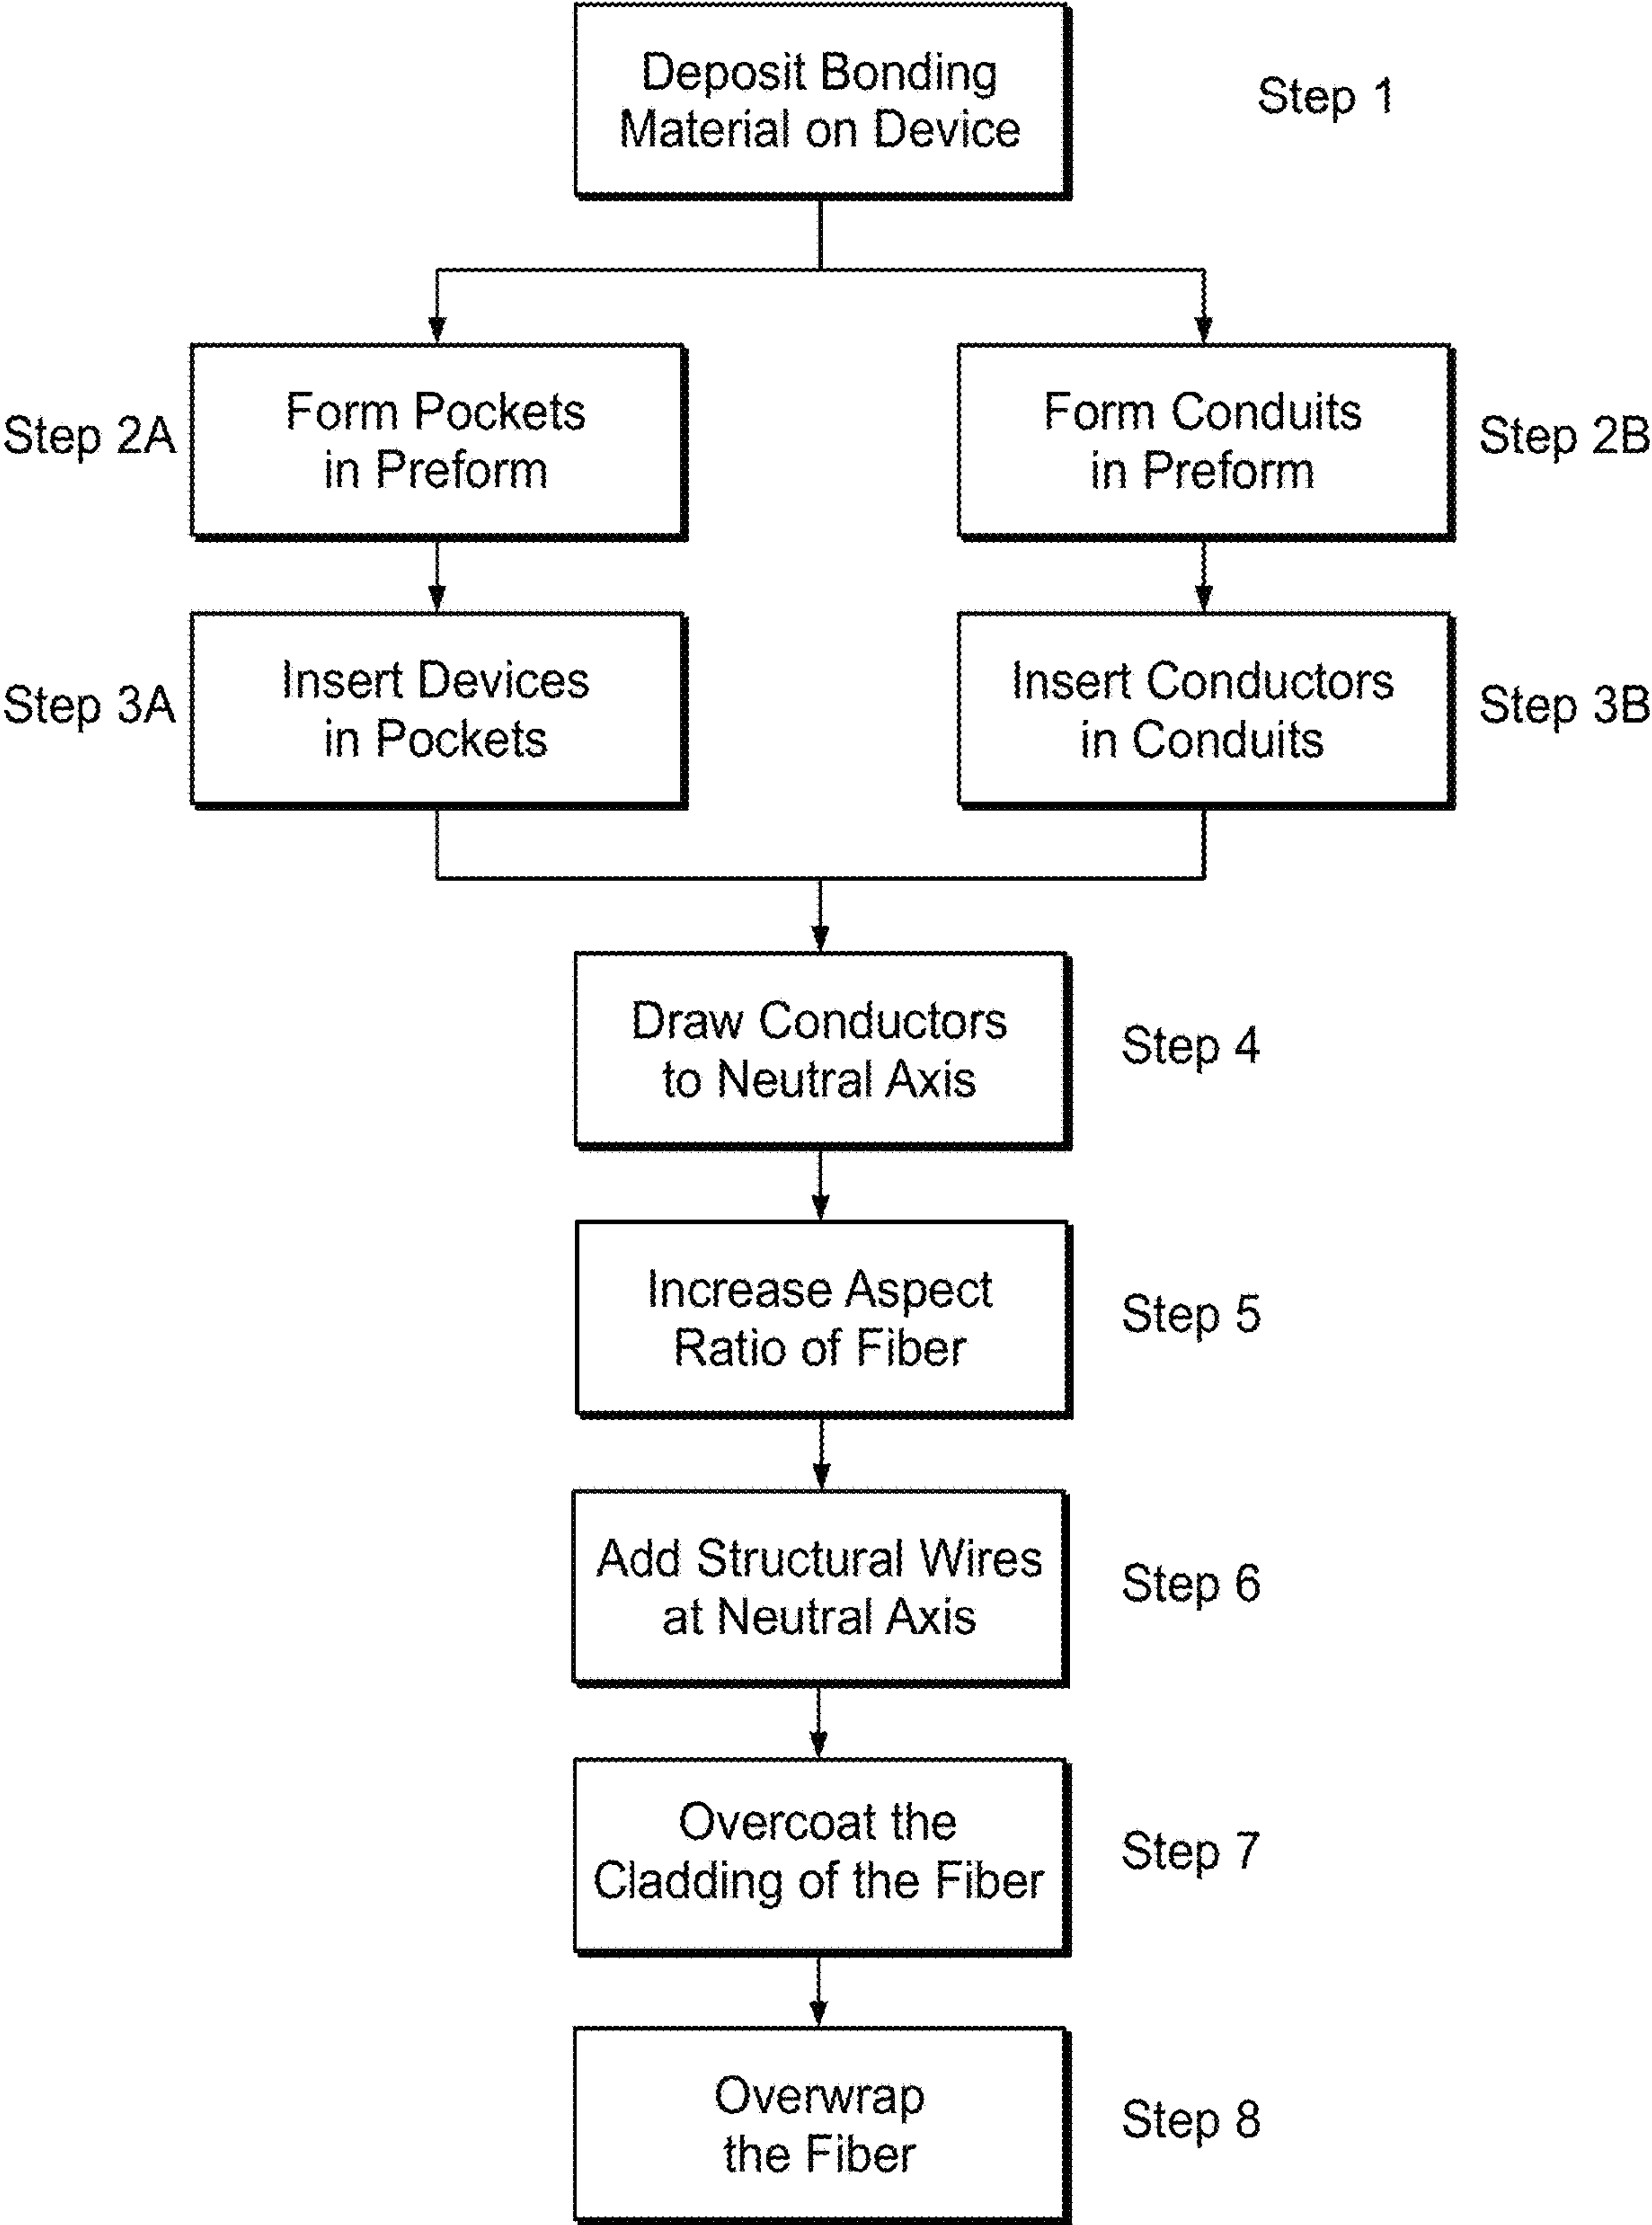 Deposit Bonding
Material on Device
Step 1
Step 2A
Form Pockets
in Preform
Form Conduits
in Preform
Step 2B
Step 3A
Insert Devices
in Pockets
Insert Conductors
in Conduits
Step 3B
Draw Conductors
to Neutral Axis
Step 4
Increase Aspect
Ratio of Fiber
Step 5
Add Structural Wires
at Neutral Axis
Step 6
Overcoat the
Cladding of the Fiber
Step 7
Overwrap
the Fiber
Step 8